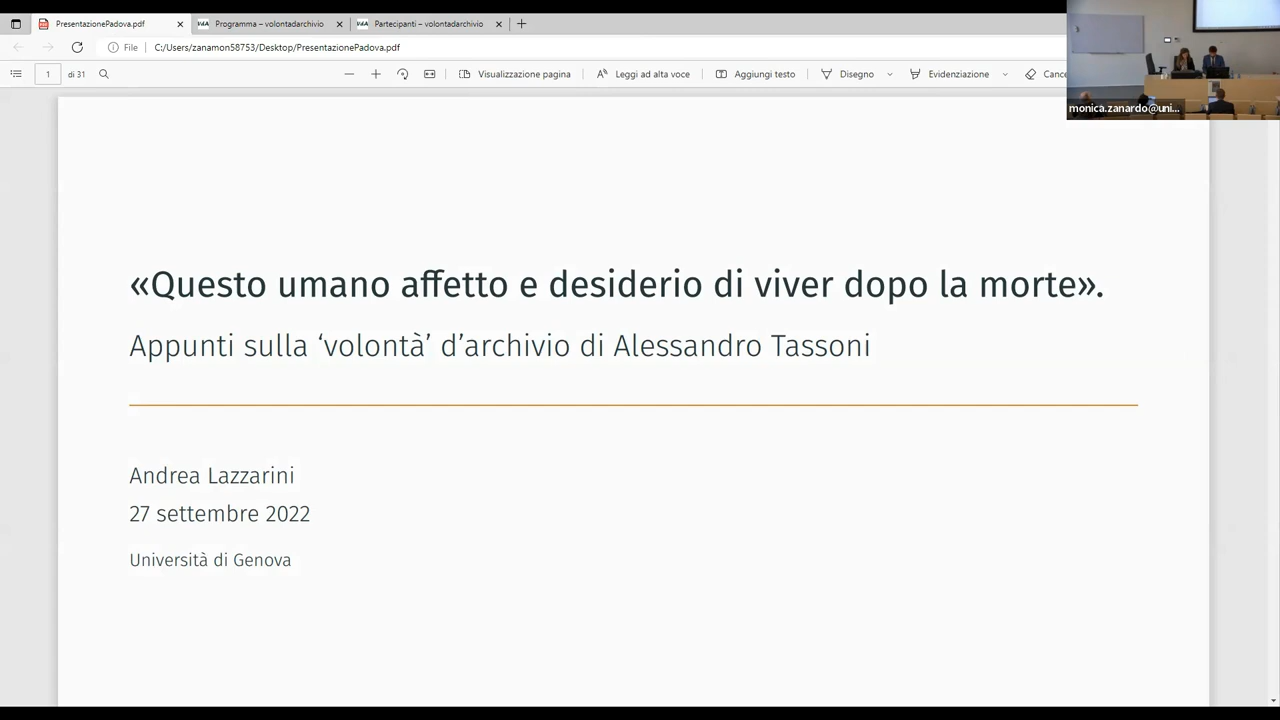 PresentazionePadova.pdf
Programma – volontadarchivio
Partecipanti – volontadarchivio
File
C:/Users/zanamon58753/Desktop/PresentazionePadova.pdf
1
di 31
Visualizzazione pagina
Leggi ad alta voce
Aggiungi testo
Disegno
Evidenziazione
monica.zanardo@uni...
«Questo umano affetto e desiderio di viver dopo la morte».
Appunti sulla ‘volontà’ d’archivio di Alessandro Tassoni
Andrea Lazzarini
27 settembre 2022
Università di Genova